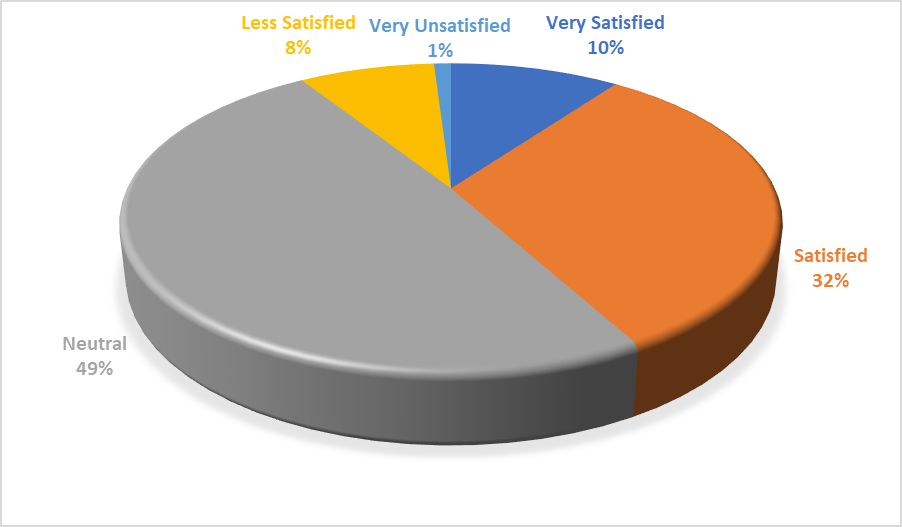 Less Satisfied
8%
Very Unsatisfied
1%
Very Satisfied
10%
Satisfied
32%
Neutral
49%